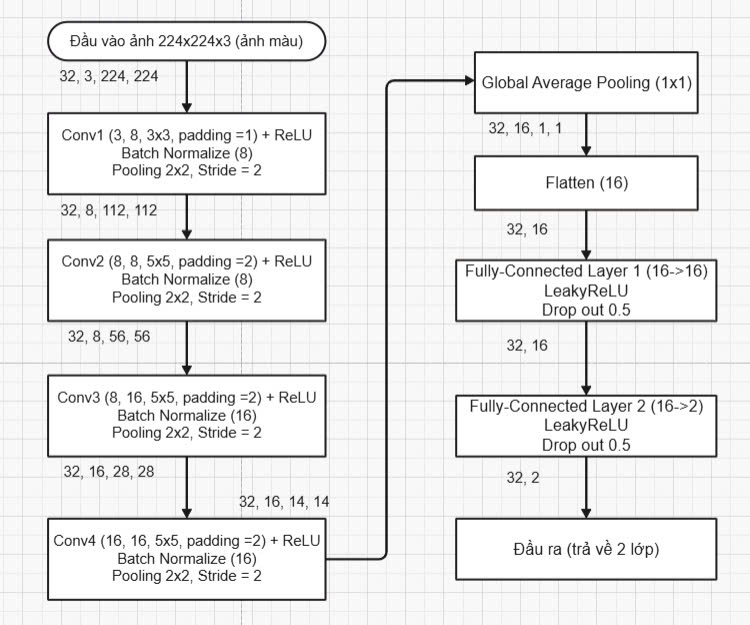 Đầu vào ảnh 224x224x3 (ảnh màu)
32, 3, 224, 224
Conv1 (3, 8, 3x3, padding =1) + ReLU
Batch Normalize (8)
Pooling 2x2, Stride = 2
32, 8, 112, 112
Conv2 (8, 8, 5x5, padding =2) + ReLU
Batch Normalize (8)
Pooling 2x2, Stride = 2
32, 8, 56, 56
Conv3 (8, 16, 5x5, padding =2) + ReLU
Batch Normalize (16)
Pooling 2x2, Stride = 2
32, 16, 28, 28
Conv4 (16, 16, 5x5, padding =2) + ReLU
Batch Normalize (16)
Pooling 2x2, Stride = 2
32, 16, 14, 14
Global Average Pooling (1x1)
32, 16, 1, 1
Flatten (16)
32, 16
Fully-Connected Layer 1 (16->16)
LeakyReLU
Drop out 0.5
32, 16
Fully-Connected Layer 2 (16->2)
LeakyReLU
Drop out 0.5
32, 2
Đầu ra (trả về 2 lớp)